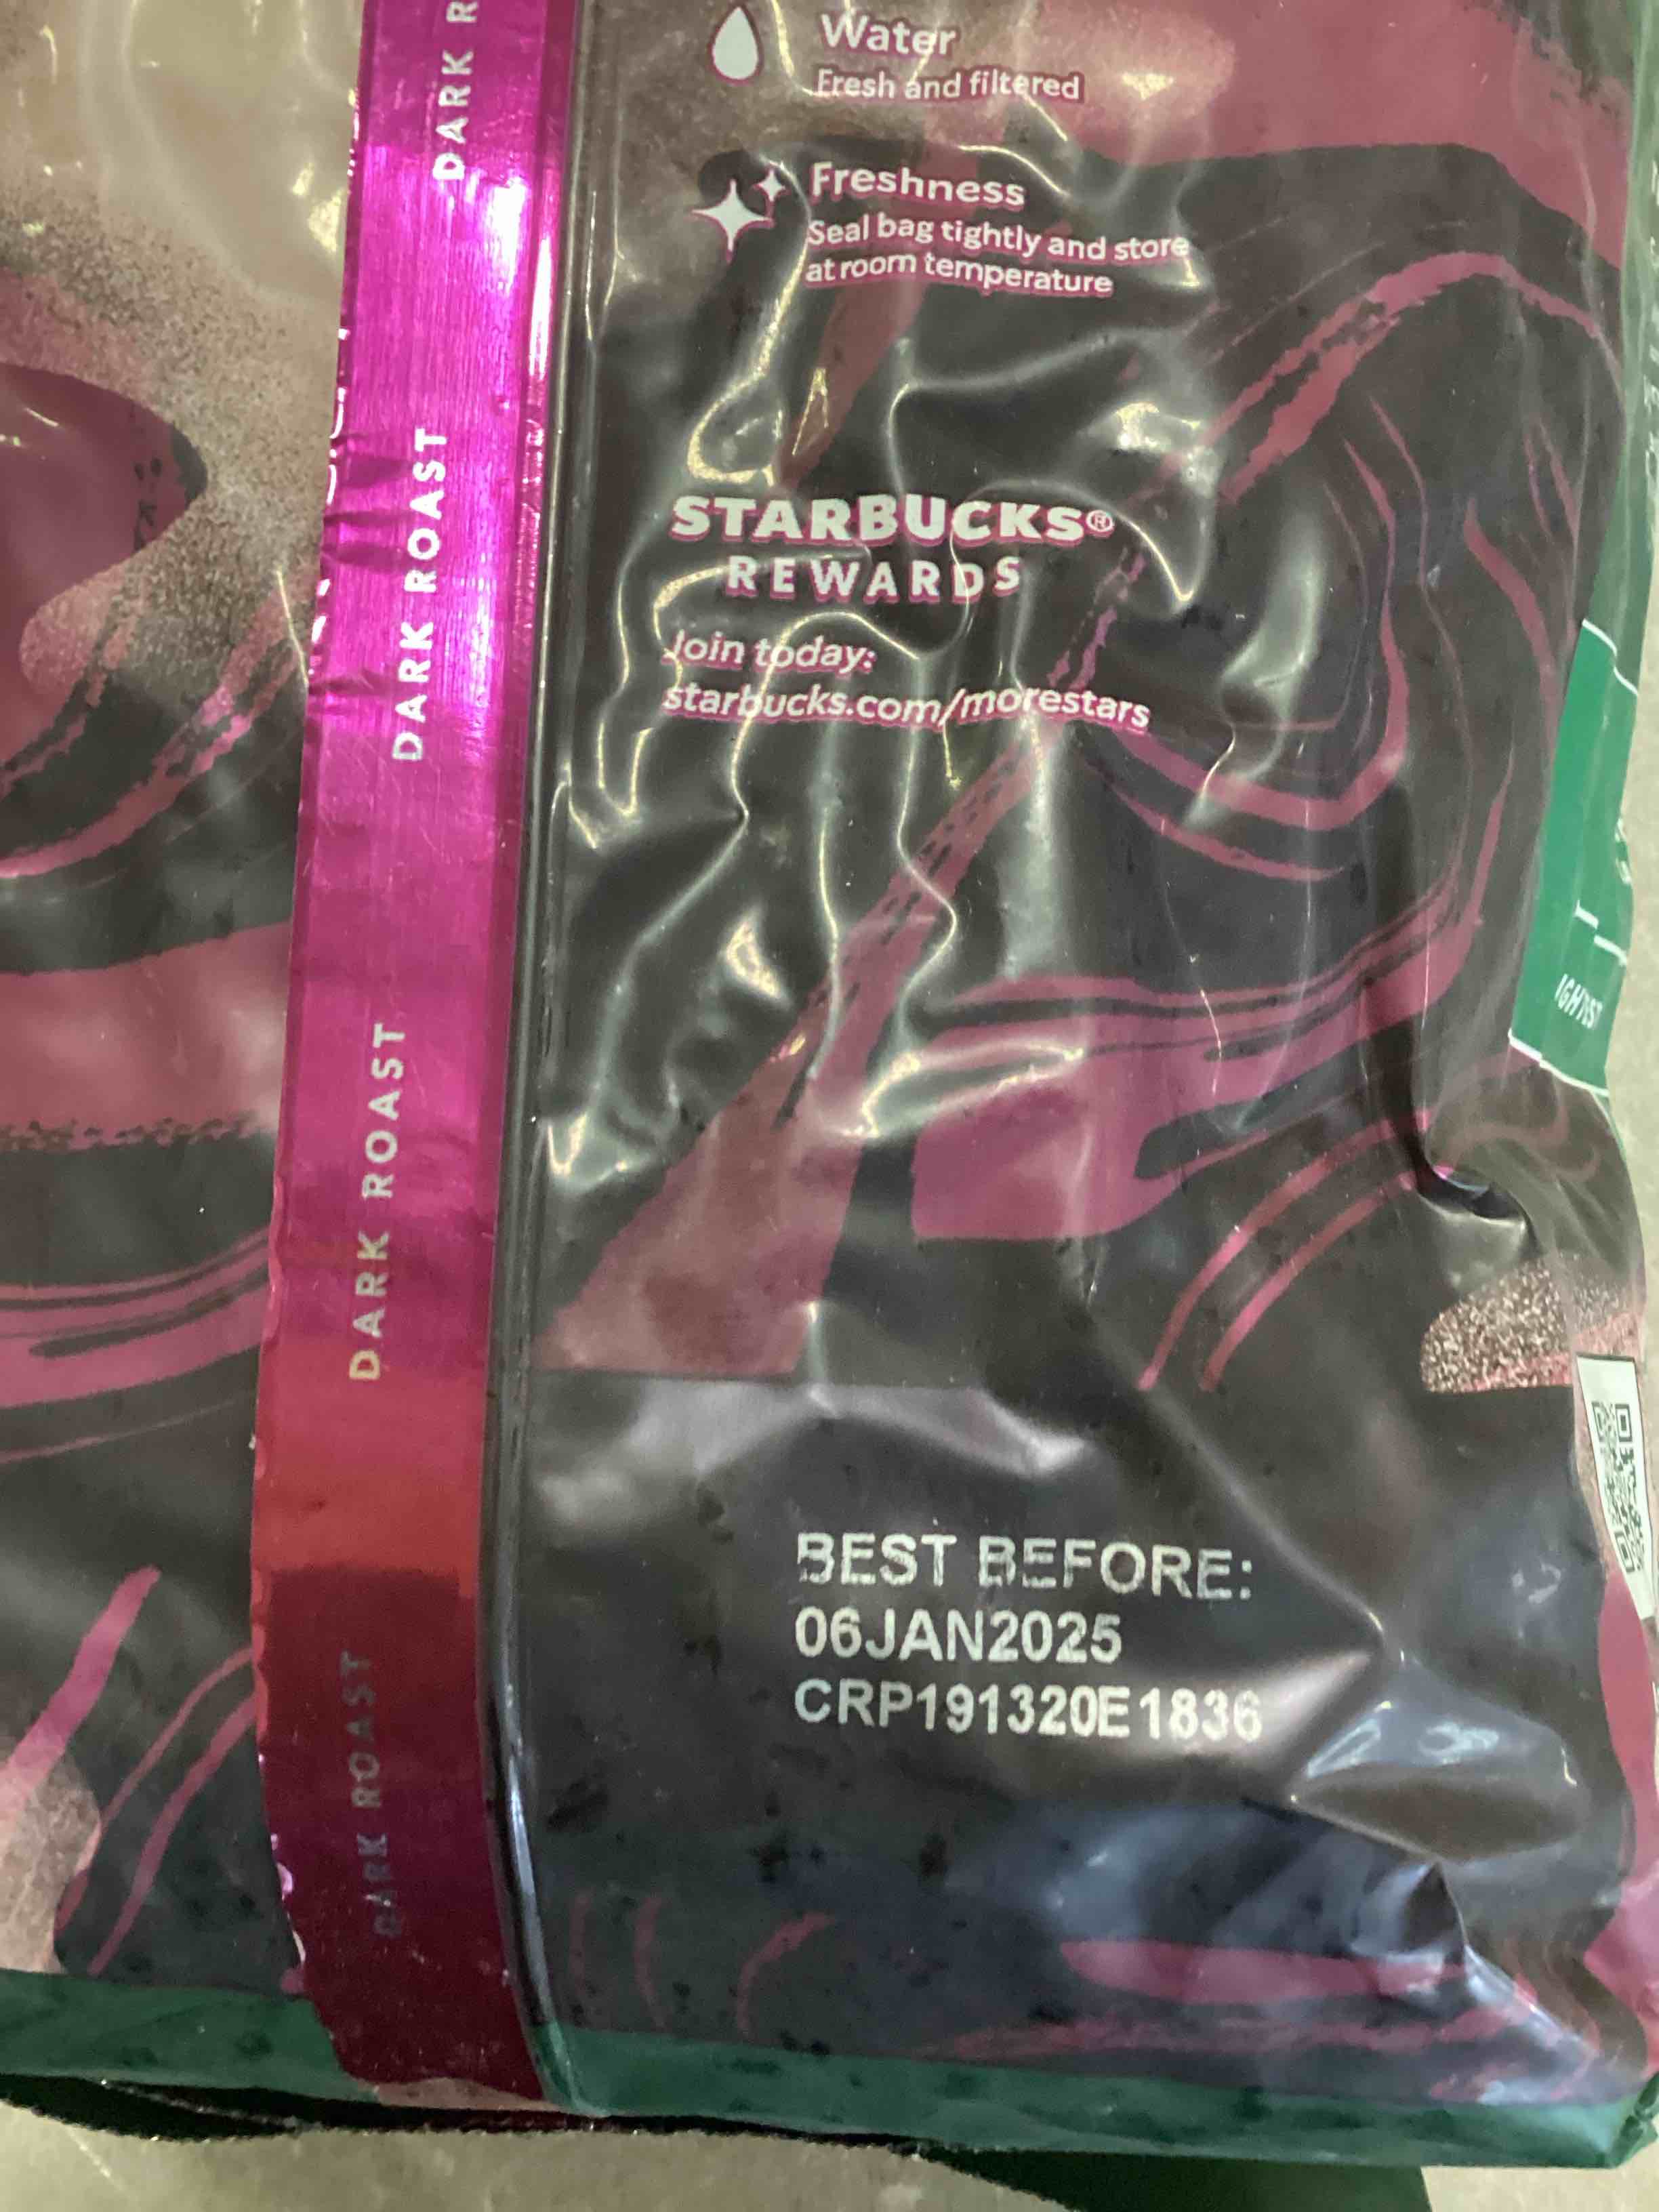 Water
Fresh and filtered
Freshness
Seal bag tightly and store
at room temperature
STARBUCKS®
REWARDS
Join today:
starbucks.com/morestars
BEST BEFORE:
06JAN2025
CRP191320E1836
DARK R
DARK ROAST
DARK ROAST
DARK ROAST